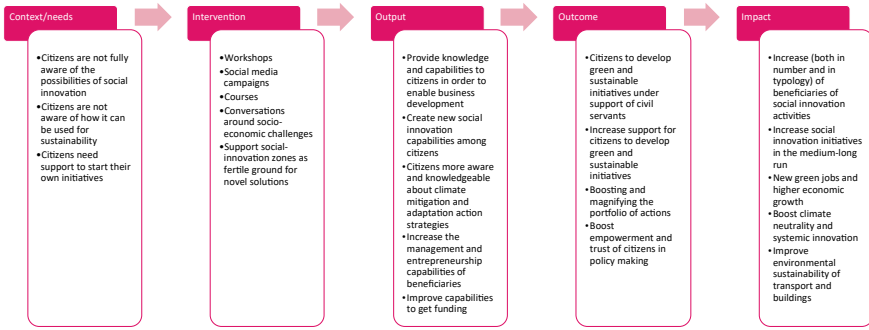 Context/needs
•Citizens are not fully
aware of the
possibilities of social
innovation
•Citizens are not
aware of how it can
be used for
sustainability
•Citizens need
support to start their
own initiatives
Intervention
•Workshops
•Social media
campaigns
•Courses
•Conversations
around socio-
economic challenges
•Support social-
innovation zones as
fertile ground for
novel solutions
Output
•Provide knowledge
and capabilities to
citizens in order to
enable business
development
•Create new social
innovation
capabilities among
citizens
•Citizens more aware
and knowledgeable
about climate
mitigation and
adaptation action
strategies
•Increase the
management and
entrepreneurship
capabilities of
beneficiaries
•Improve capabilities
to get funding
Outcome
•Citizens to develop
green and
sustainable
initiatives under
support of civil
servants
•Increase support for
citizens to develop
green and
sustainable
initiatives
•Boosting and
magnifying the
portfolio of actions
•Boost
empowerment and
trust of citizens in
policy making
Impact
•Increase (both in
number and in
typology) of
beneficiaries of
social innovation
activities
•Increase social
innovation initiatives
in the medium-long
run
•New green jobs and
higher economic
growth
•Boost climate
neutrality and
systemic innovation
•Improve
environmental
sustainability of
transport and
buildings